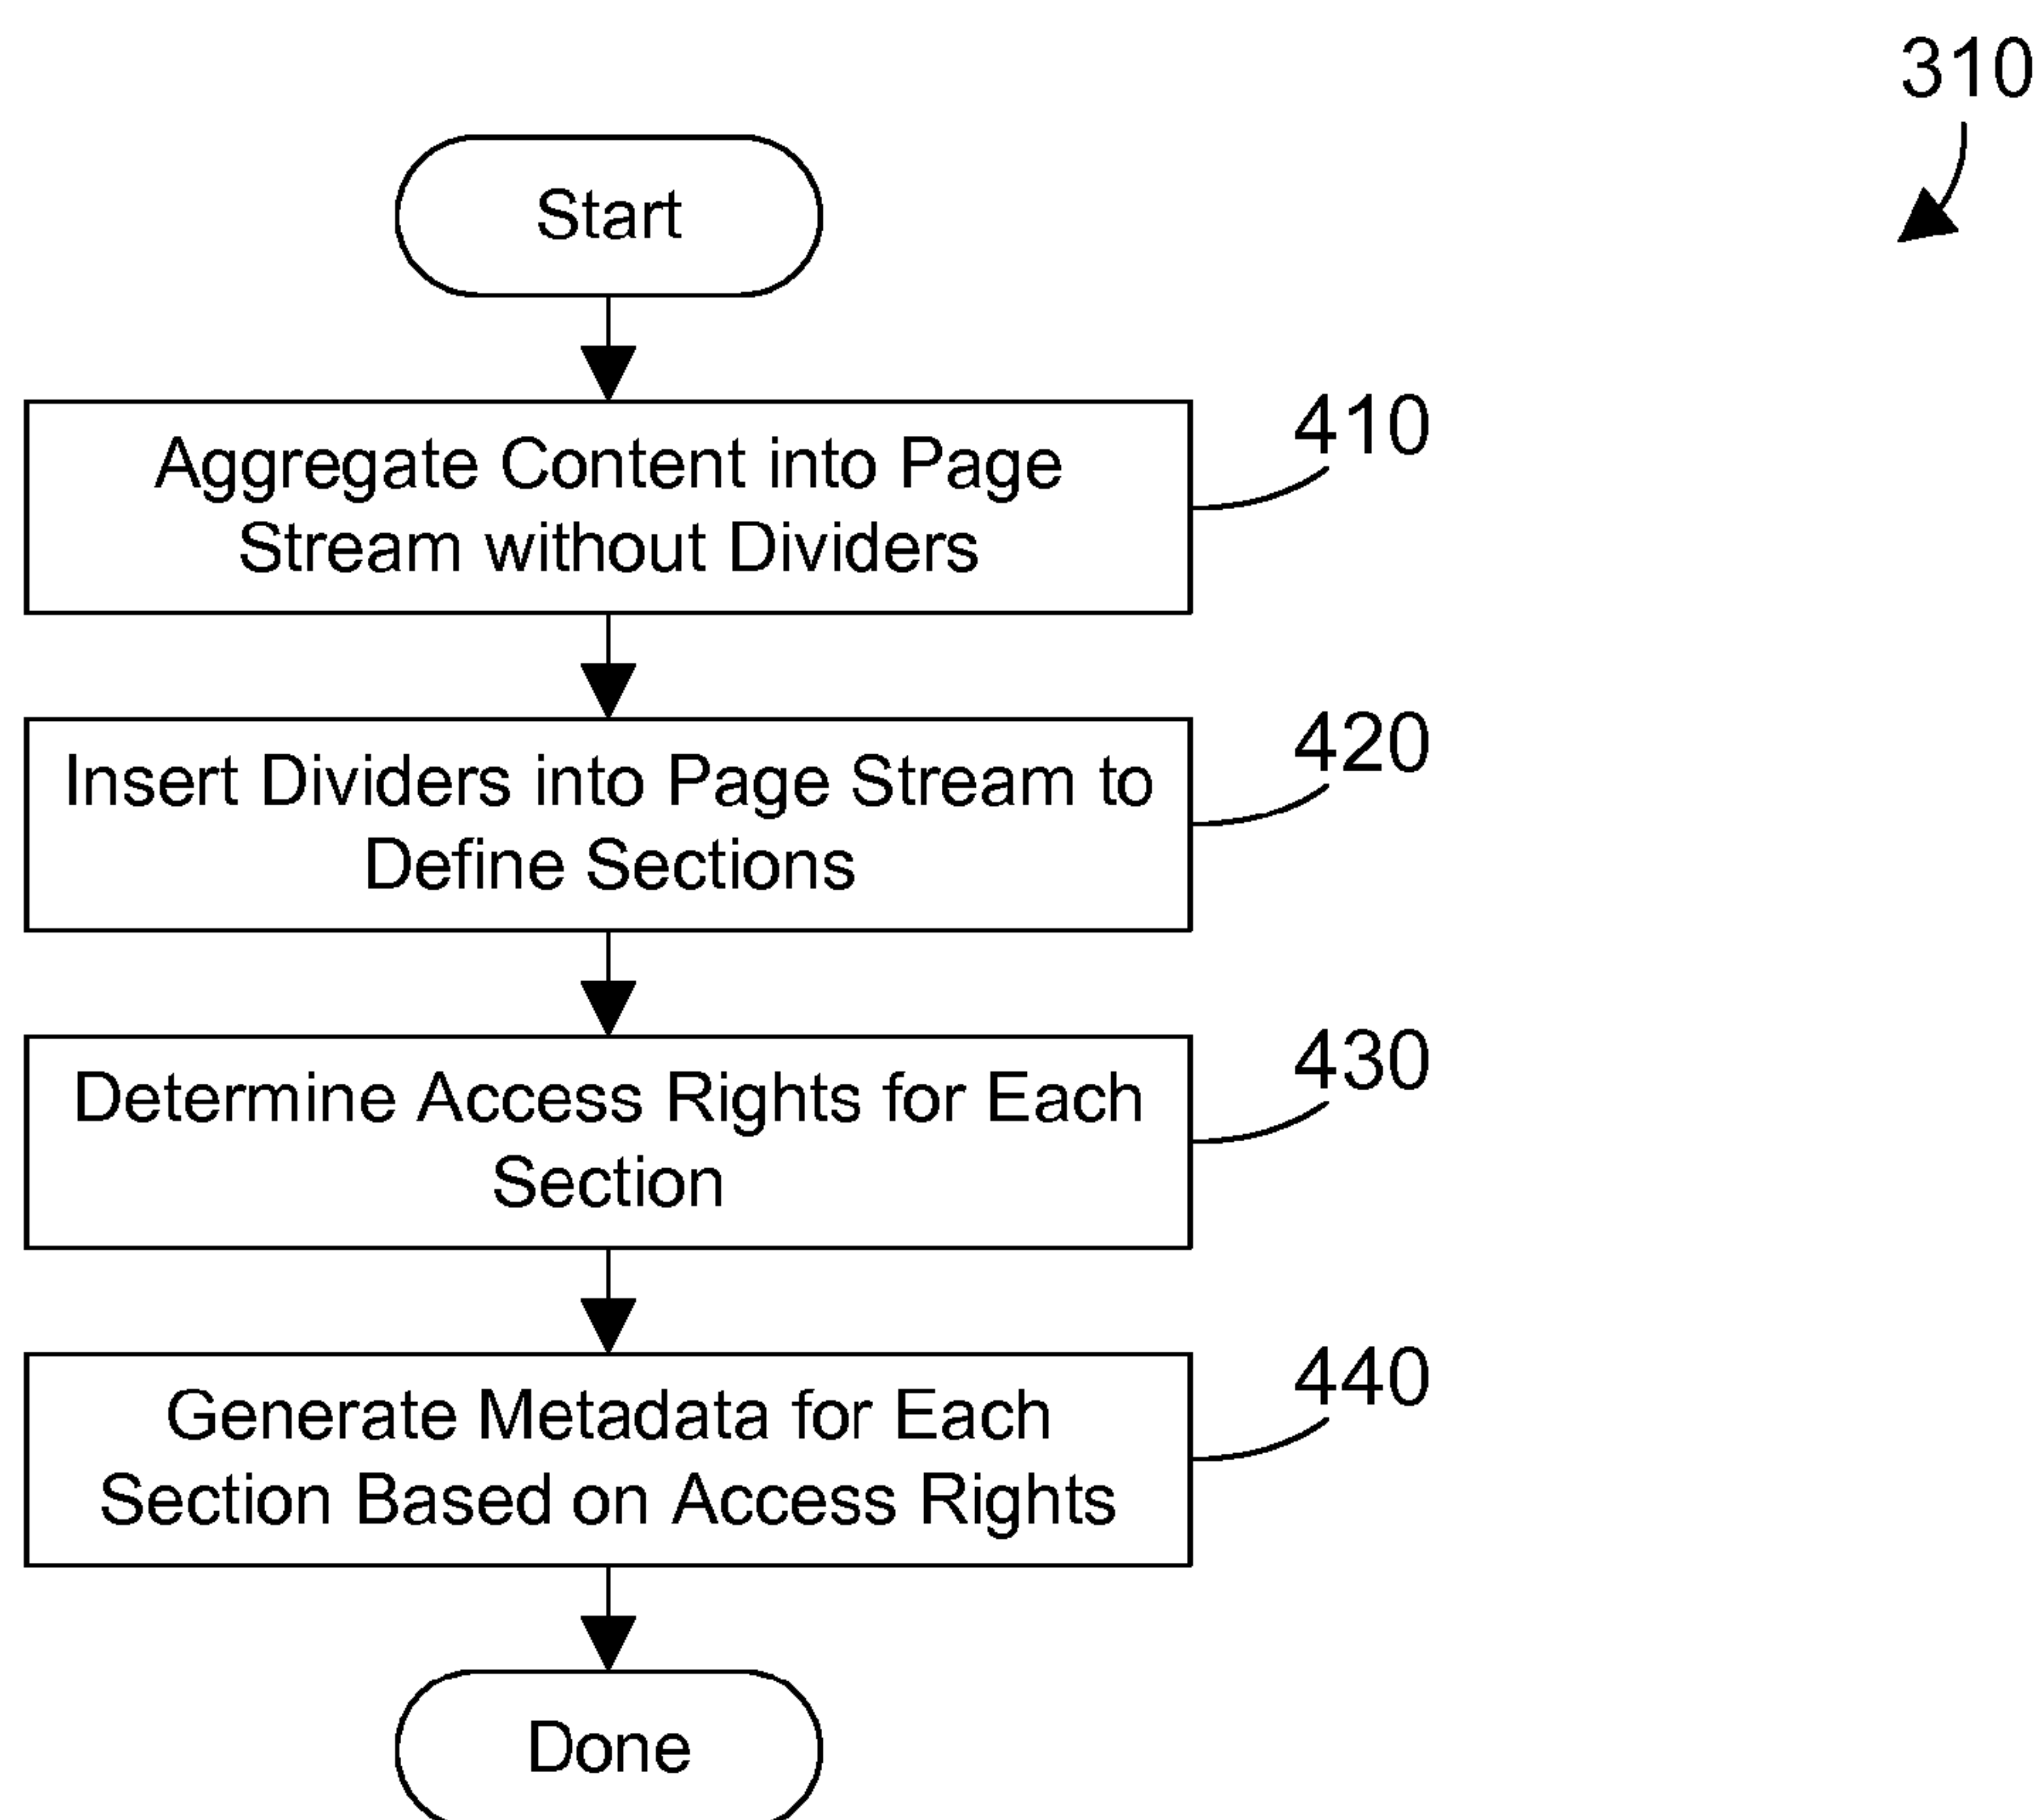 310
Start
Aggregate Content into Page
Stream without Dividers
410
Insert Dividers into Page Stream to
Define Sections
420
Determine Access Rights for Each
Section
430
Generate Metadata for Each
Section Based on Access Rights
440
Done